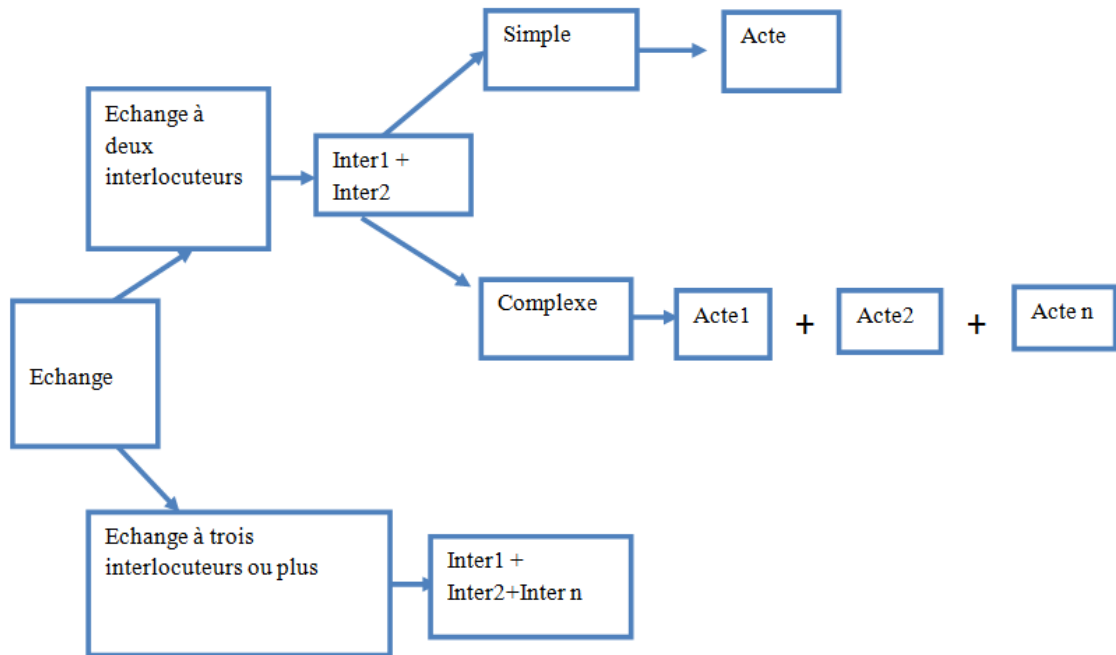 Simple
Acte
Echange à
deux
interlocuteurs
Inter1 +
Inter2
Complexe
Acte1
+
Acte2
+
Acte n
Echange
Echange à trois
interlocuteurs ou plus
Inter1 +
Inter2+Inter n